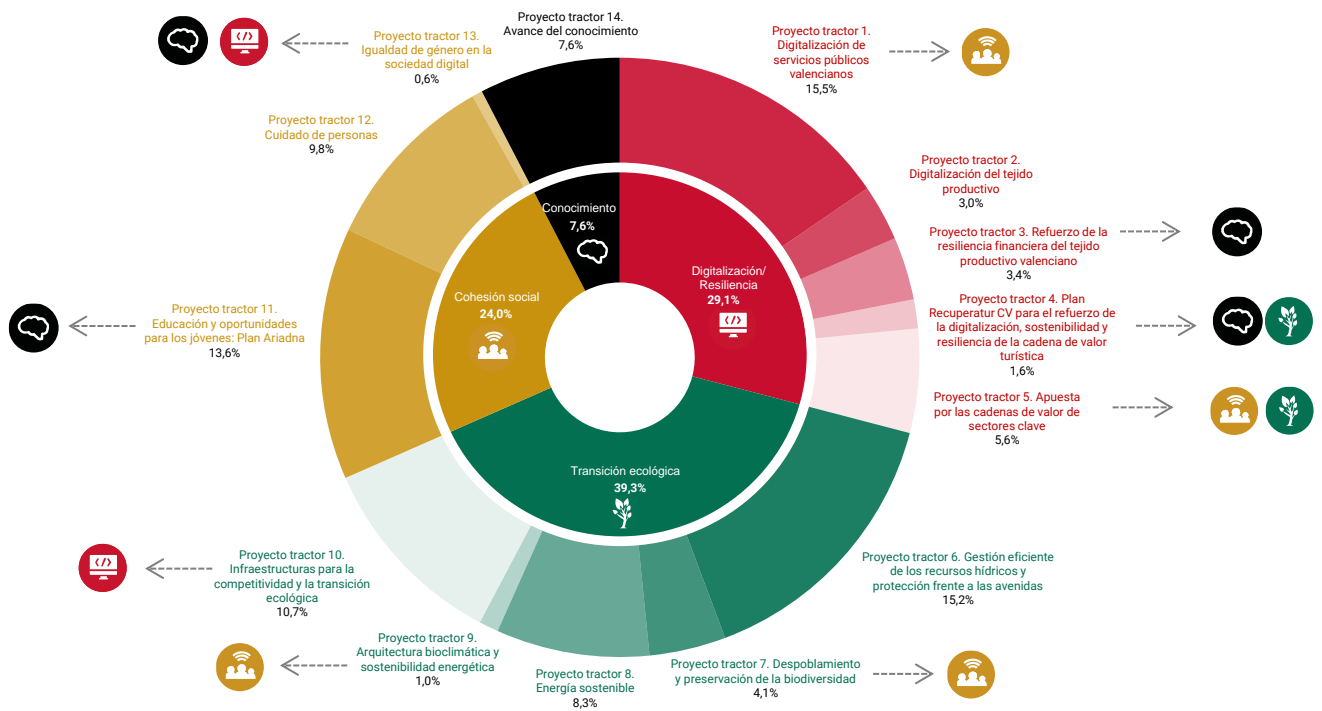 Proyecto tractor 14.
Avance del conocimiento
7,6%
Proyecto tractor 13.
Igualdad de género en la
sociedad digital
0,6%
Proyecto tractor 1.
Digitalización de
servicios públicos
valencianos
15,5%
Proyecto tractor 12.
Cuidado de personas
9,8%
Proyecto tractor 2.
Digitalización del tejido
productivo
3,0%
Proyecto tractor 3. Refuerzo de la
resiliencia financiera del tejido
productivo valenciano
3,4%
Proyecto tractor 4. Plan
Recuperatur CV para el refuerzo de
la digitalización, sostenibilidad y
resiliencia de la cadena de valor
turística
1,6%
Proyecto tractor 5. Apuesta
por las cadenas de valor de
sectores clave
5,6%
Conocimiento
7,6%
Digitalización/
Resiliencia
29,1%
</>
Cohesión social
24,0%
Transición ecológica
39,3%
Proyecto tractor 11.
Educación y oportunidades
para los jóvenes: Plan Ariadna
13,6%
Proyecto tractor 6. Gestión eficiente
de los recursos hídricos y
protección frente a las avenidas
15,2%
Proyecto tractor 10.
Infraestructuras para la
competitividad y la transición
ecológica
10,7%
Proyecto tractor 9.
Arquitectura bioclimática y
sostenibilidad energética
1,0%
Proyecto tractor 8.
Energía sostenible
8,3%
Proyecto tractor 7. Despoblamiento
y preservación de la biodiversidad
4,1%